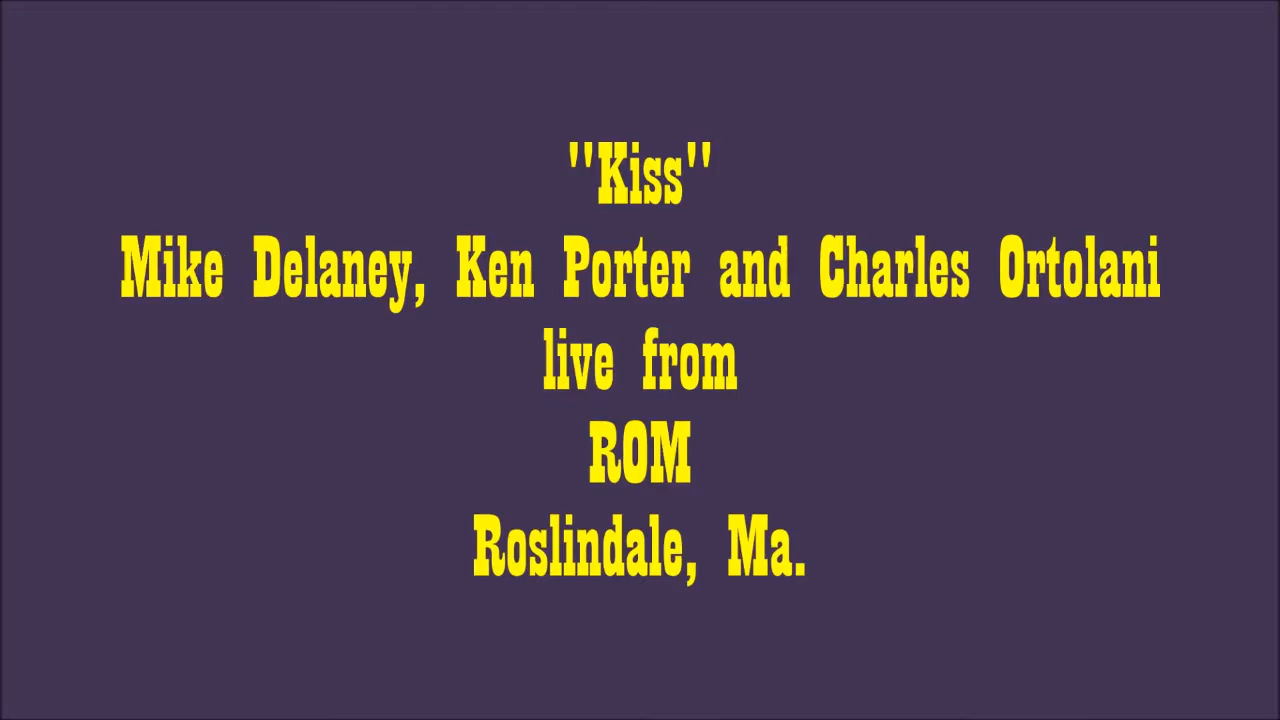 "Kiss"
Mike Delaney, Ken Porter and Charles Ortolani
live from
ROM
Roslindale, Ma.